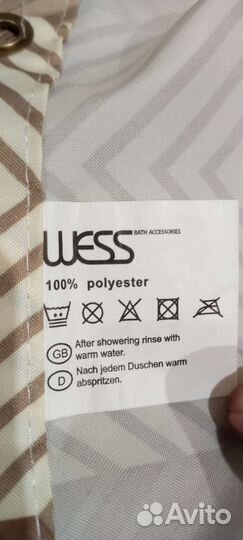 WESS
BATH ACCESSORIES
100% polyester
GB After showering rinse with
warm water.
D Nach jedem Duschen warm
abspritzen.
Avito